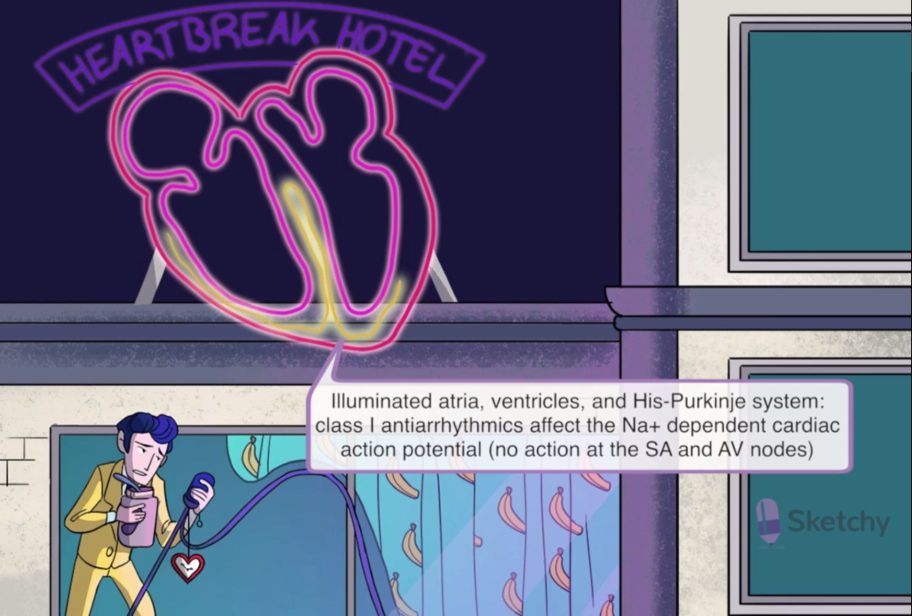 HEARTBREAK HOTEL
Illuminated atria, ventricles, and His-Purkinje system:
class I antiarrhythmics affect the Na+ dependent cardiac
action potential (no action at the SA and AV nodes)
Sketchy